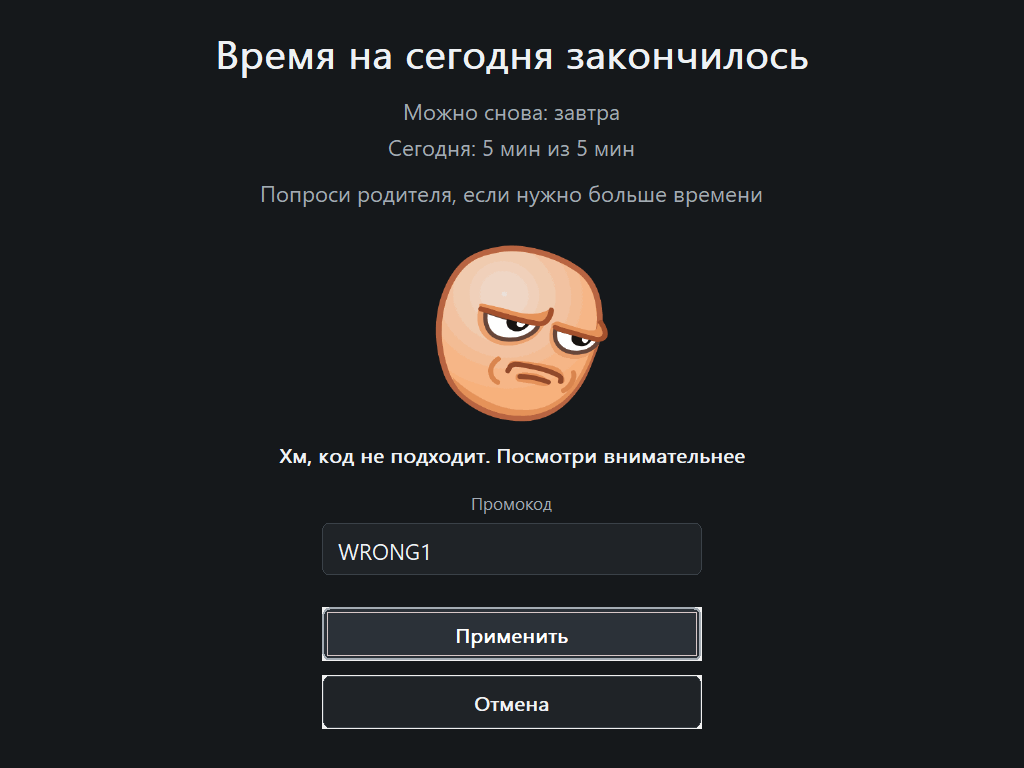 Время на сегодня закончилось
Можно снова: завтра
Сегодня: 5 мин из 5 мин
Попроси родителя, если нужно больше времени
Хм, код не подходит. Посмотри внимательнее
Промокод
WRONG1
Применить
Отмена